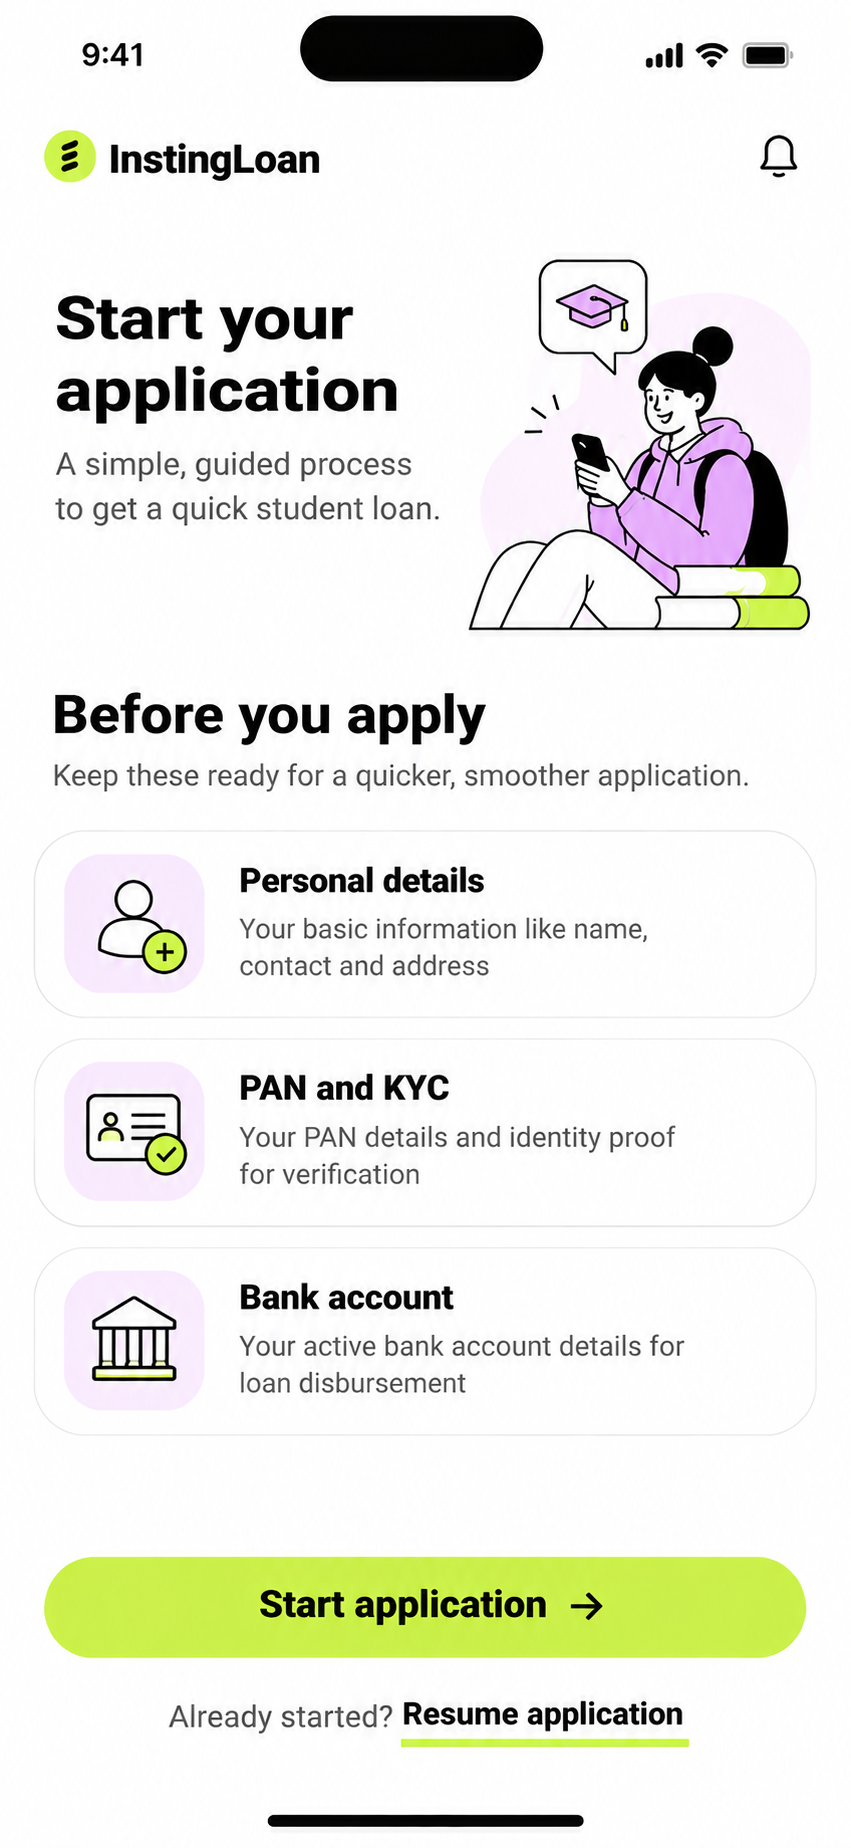 9:41
InstingLoan
Start your
application
A simple, guided process
to get a quick student loan.
Before you apply
Keep these ready for a quicker, smoother application.
Personal details
Your basic information like name,
contact and address
PAN and KYC
Your PAN details and identity proof
for verification
Bank account
Your active bank account details for
loan disbursement
Start application →
Already started? Resume application